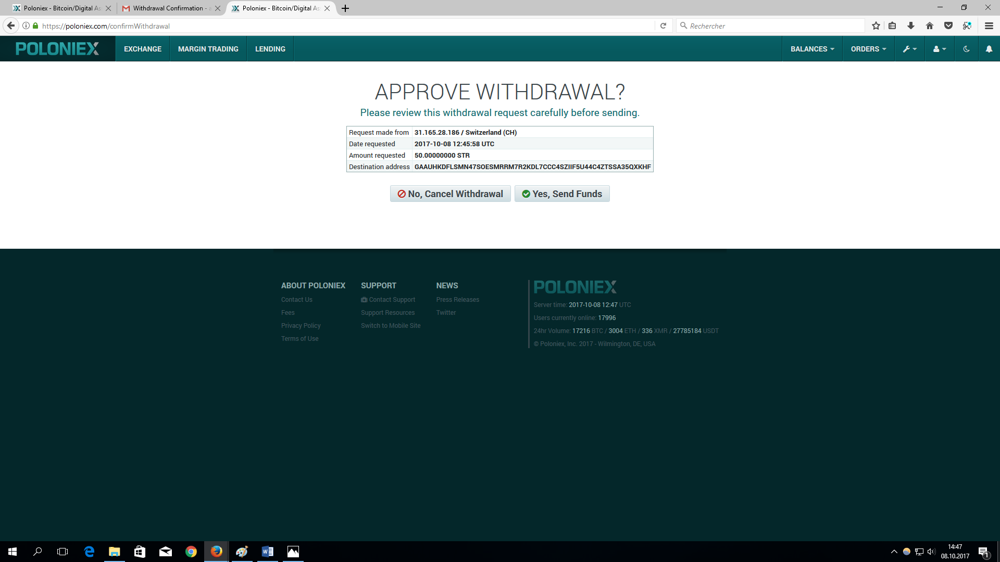 Poloniex - Bitcoin/Digital As
Withdrawal Confirmation - a
Poloniex - Bitcoin/Digital As
https://poloniex.com/confirmWithdrawal
Rechercher
POLONIEX
EXCHANGE
MARGIN TRADING
LENDING
BALANCES
ORDERS
APPROVE WITHDRAWAL?
Please review this withdrawal request carefully before sending.
Request made from 31.165.28.186 / Switzerland (CH)
Date requested 2017-10-08 12:45:58 UTC
Amount requested 50.00000000 STR
Destination address GAAUHKDFLSMN47SOESMRRM7R2KDL7CCC4SZIIF5U44C4ZTSSA35QXKHF
No, Cancel Withdrawal
Yes, Send Funds
ABOUT POLONIEX
Contact Us
Fees
Privacy Policy
Terms of Use
SUPPORT
Contact Support
Support Resources
Switch to Mobile Site
NEWS
Press Releases
Twitter
POLONIEX
Server time: 2017-10-08 12:47 UTC
Users currently online: 17996
24hr Volume: 17216 BTC / 3004 ETH / 336 XMR / 27785184 USDT
© Poloniex, Inc. 2017 - Wilmington, DE, USA
14:47
08.10.2017
1